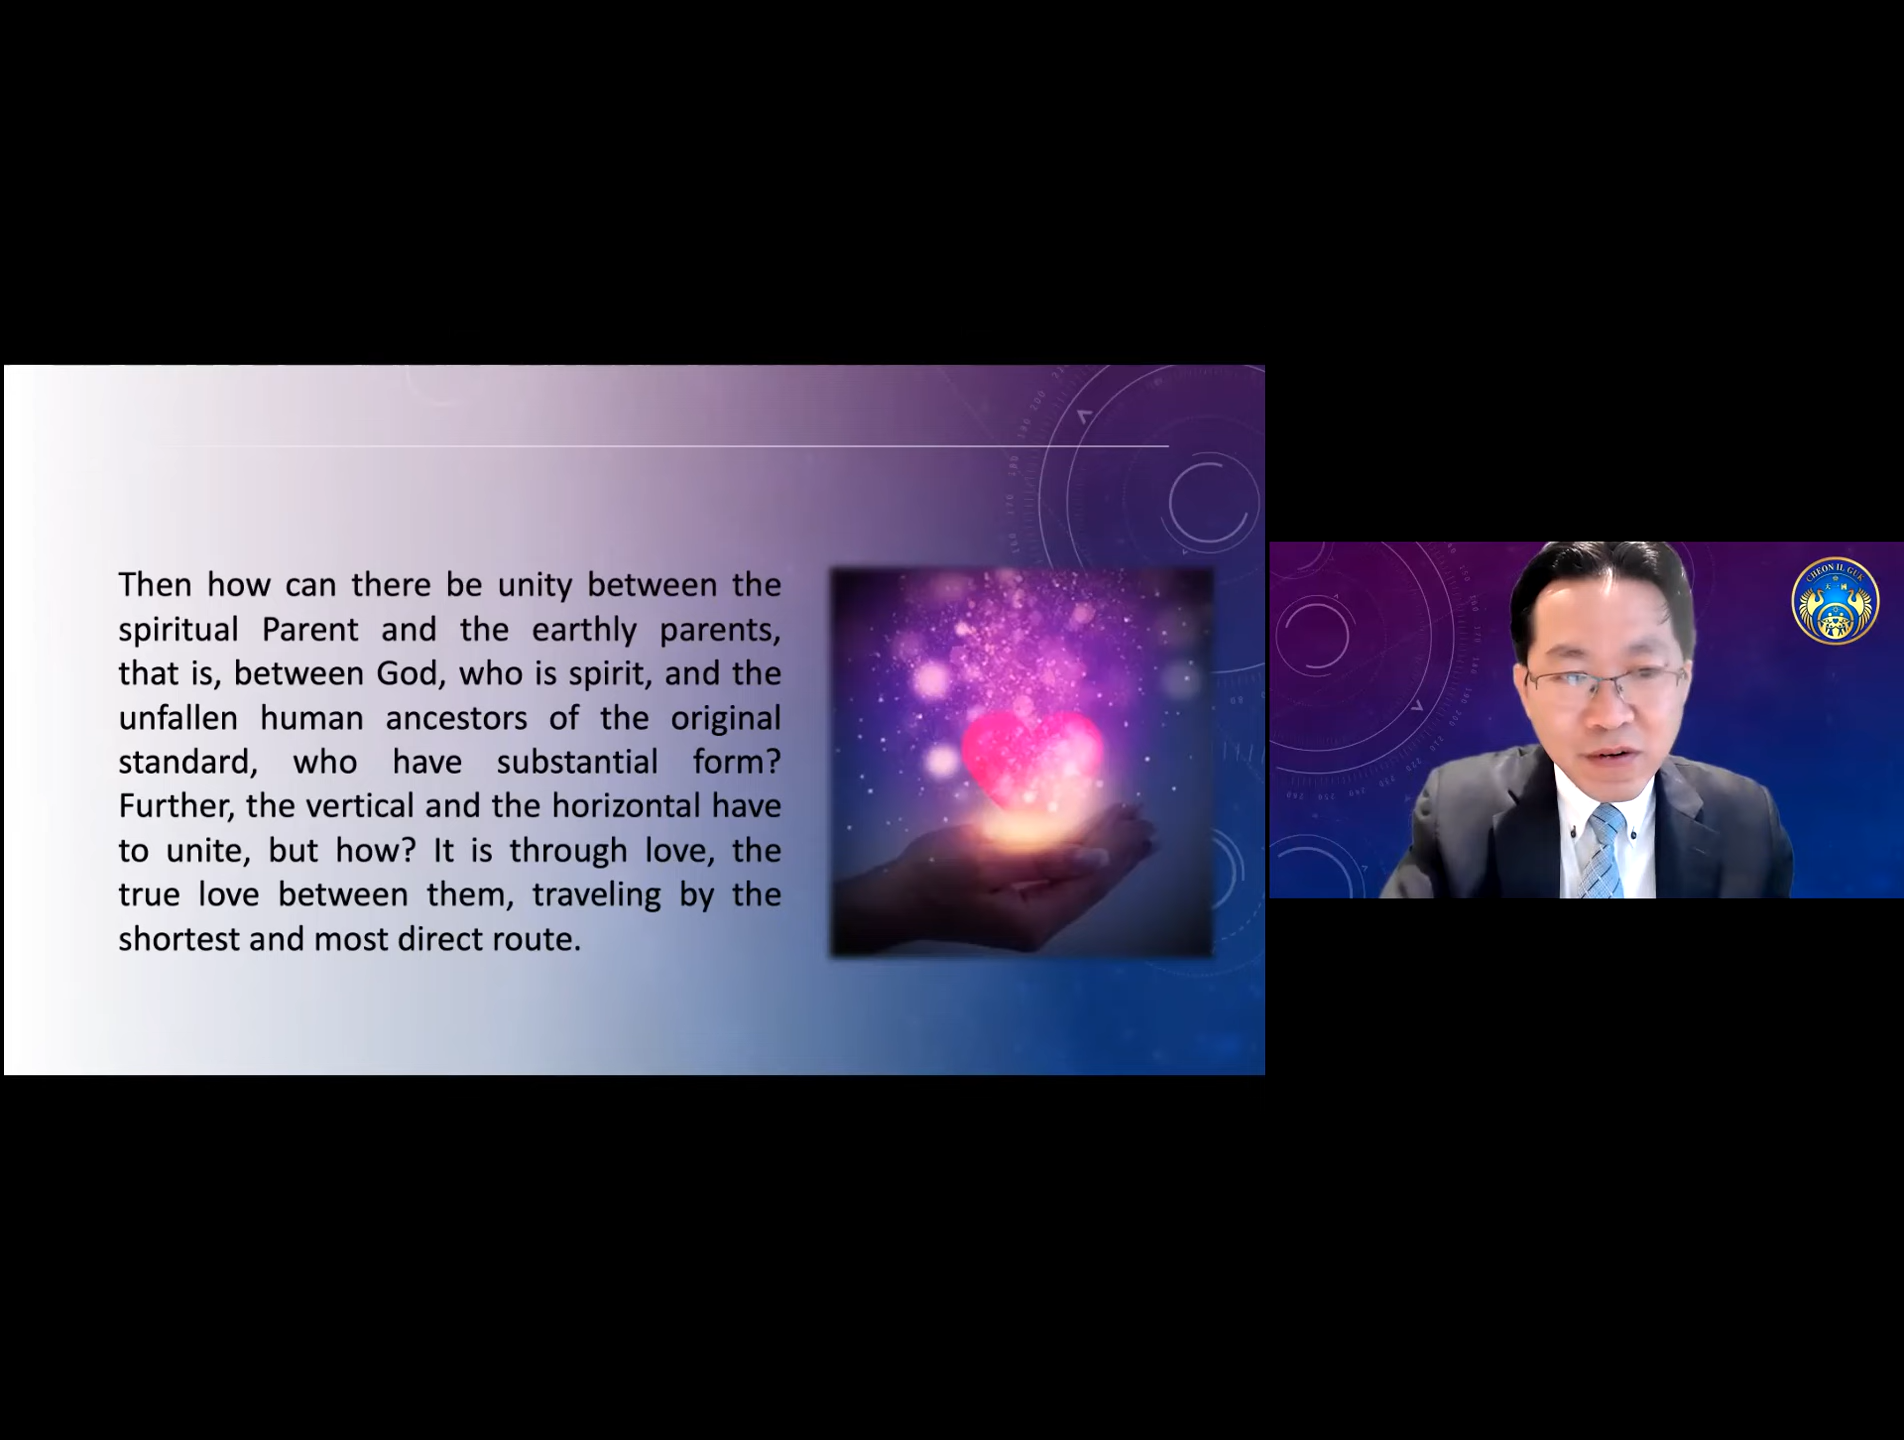 Then how can there be unity between the
spiritual Parent and the earthly parents,
that is, between God, who is spirit, and the
unfallen human ancestors of the original
standard, who have substantial form?
Further, the vertical and the horizontal have
to unite, but how? It is through love, the
true love between them, traveling by the
shortest and most direct route.
CHEON IL GUK